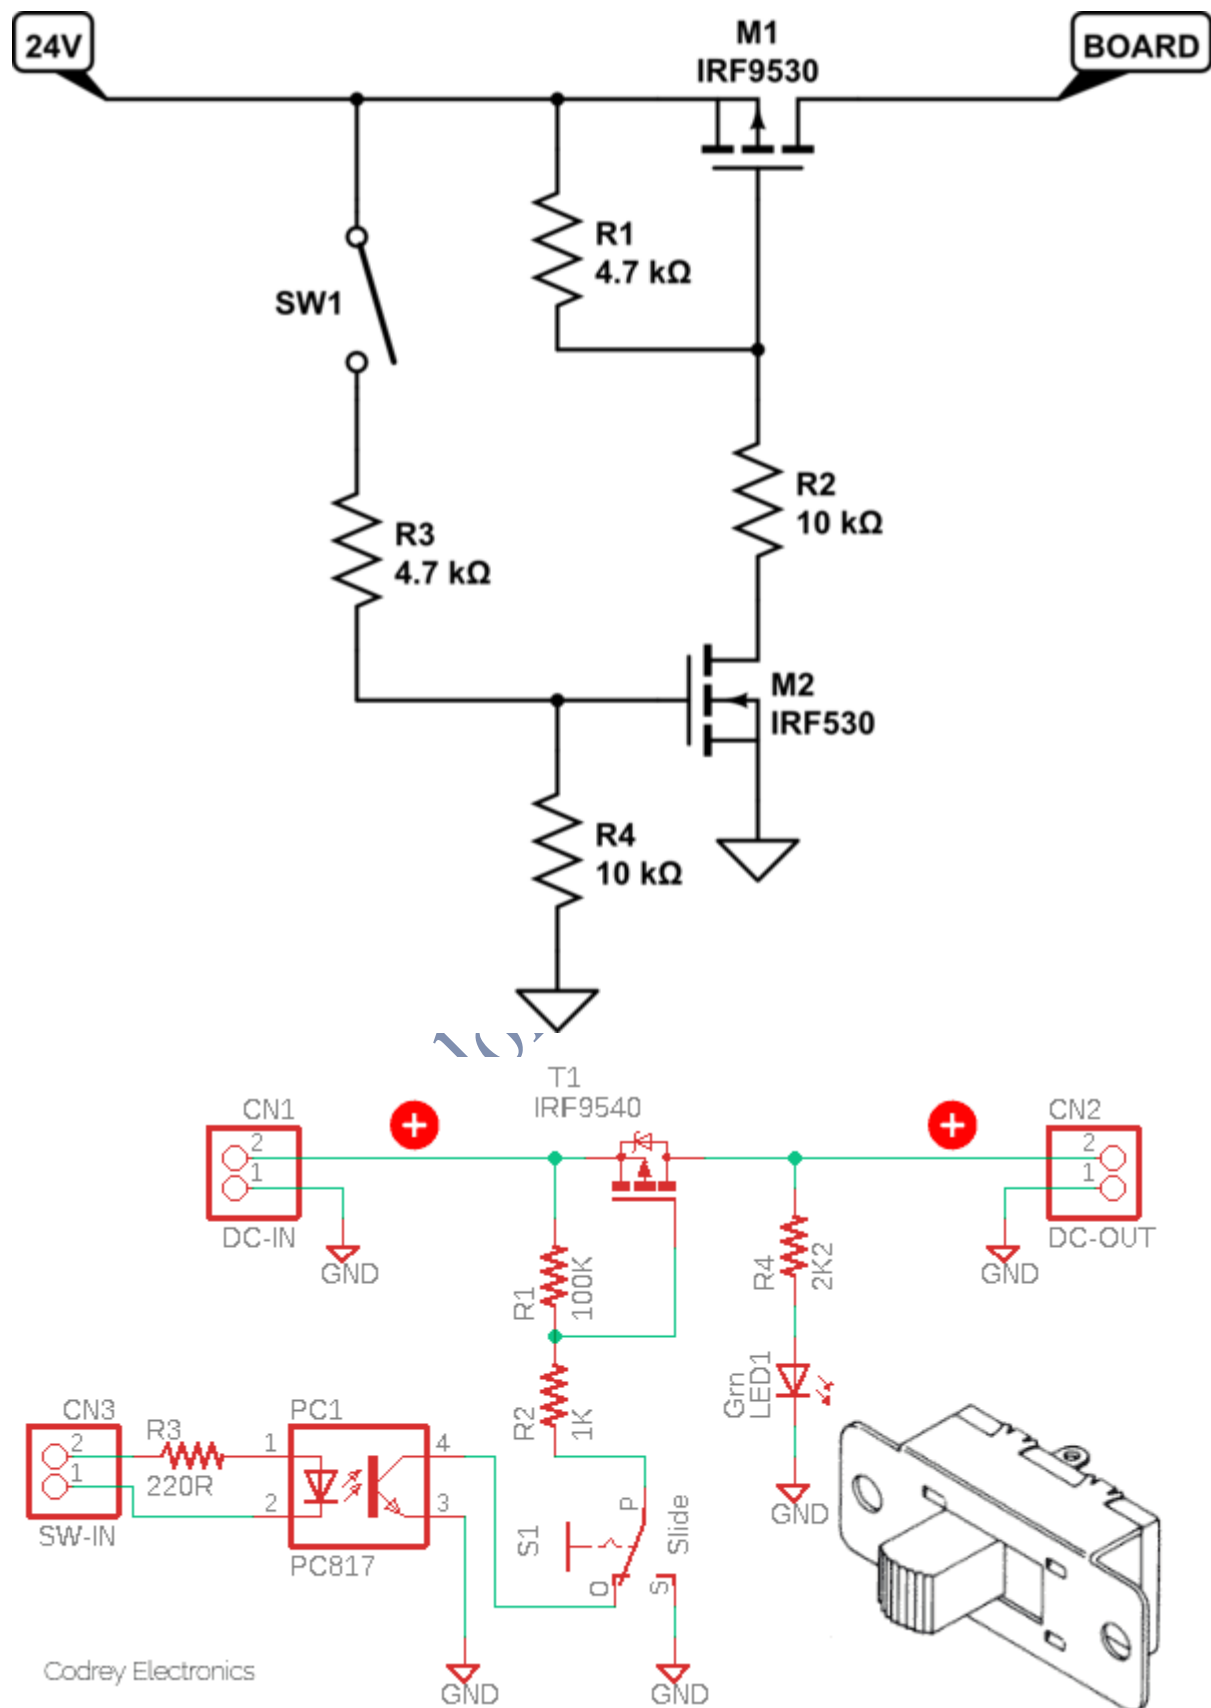 24V
M1
IRF9530
BOARD
R1
4.7 kΩ
SW1
R2
10 kΩ
R3
4.7 kΩ
M2
IRF530
R4
10 kΩ
T1
IRF9540
CN1
2
1
DC-IN
GND
+
+
CN2
2
1
DC-OUT
GND
R1
100K
R4
2K2
R2
1K
Grn
LED1
GND
CN3
2
1
SW-IN
R3
220R
PC1
1
2
4
3
PC817
S1
P
O
S
Slide
GND
GND
Codrey Electronics